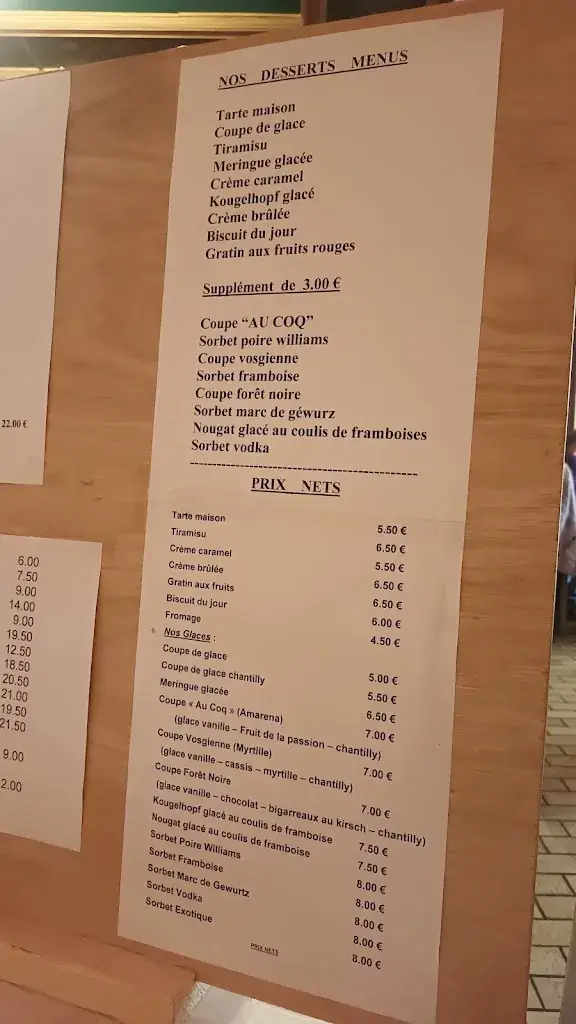 NOS DESSERTS MENUS
Tarte maison
Coupe de glace
Tiramisu
Meringue glacée
Crème caramel
Kougelhopf glacé
Crème brûlée
Biscuit du jour
Gratin aux fruits rouges
Supplément de 3.00 €
Coupe “AU COQ”
Sorbet poire williams
Coupe vosgienne
Sorbet framboise
Coupe forêt noire
Sorbet marc de géwurz
Nougat glacé au coulis de framboises
Sorbet vodka
PRIX NETS
Tarte maison 5.50 €
Tiramisu 6.50 €
Crème caramel 5.50 €
Crème brûlée 6.50 €
Gratin aux fruits 6.50 €
Biscuit du jour 6.00 €
Fromage 4.50 €
Nos Glaces :
Coupe de glace 5.00 €
Coupe de glace chantilly 5.50 €
Meringue glacée 6.50 €
Coupe « Au Coq » (Amarena) 7.00 €
(glace vanille – Fruit de la passion – chantilly)
Coupe Vosgienne (Myrtille) 7.00 €
(glace vanille – cassis – myrtille – chantilly)
Coupe Forêt Noire 7.00 €
(glace vanille – chocolat – bigarreaux au kirsch – chantilly)
Kougelhopf glacé au coulis de framboise 7.50 €
Nougat glacé au coulis de framboise 7.50 €
Sorbet Poire Williams 8.00 €
Sorbet Framboise 8.00 €
Sorbet Marc de Gewurtz 8.00 €
Sorbet Vodka 8.00 €
Sorbet Exotique 8.00 €
PRIX NETS
22.00 €
6.00
7.50
9.00
14.00
9.00
19.50
12.50
18.50
20.50
21.00
19.50
21.50
9.00
2.00